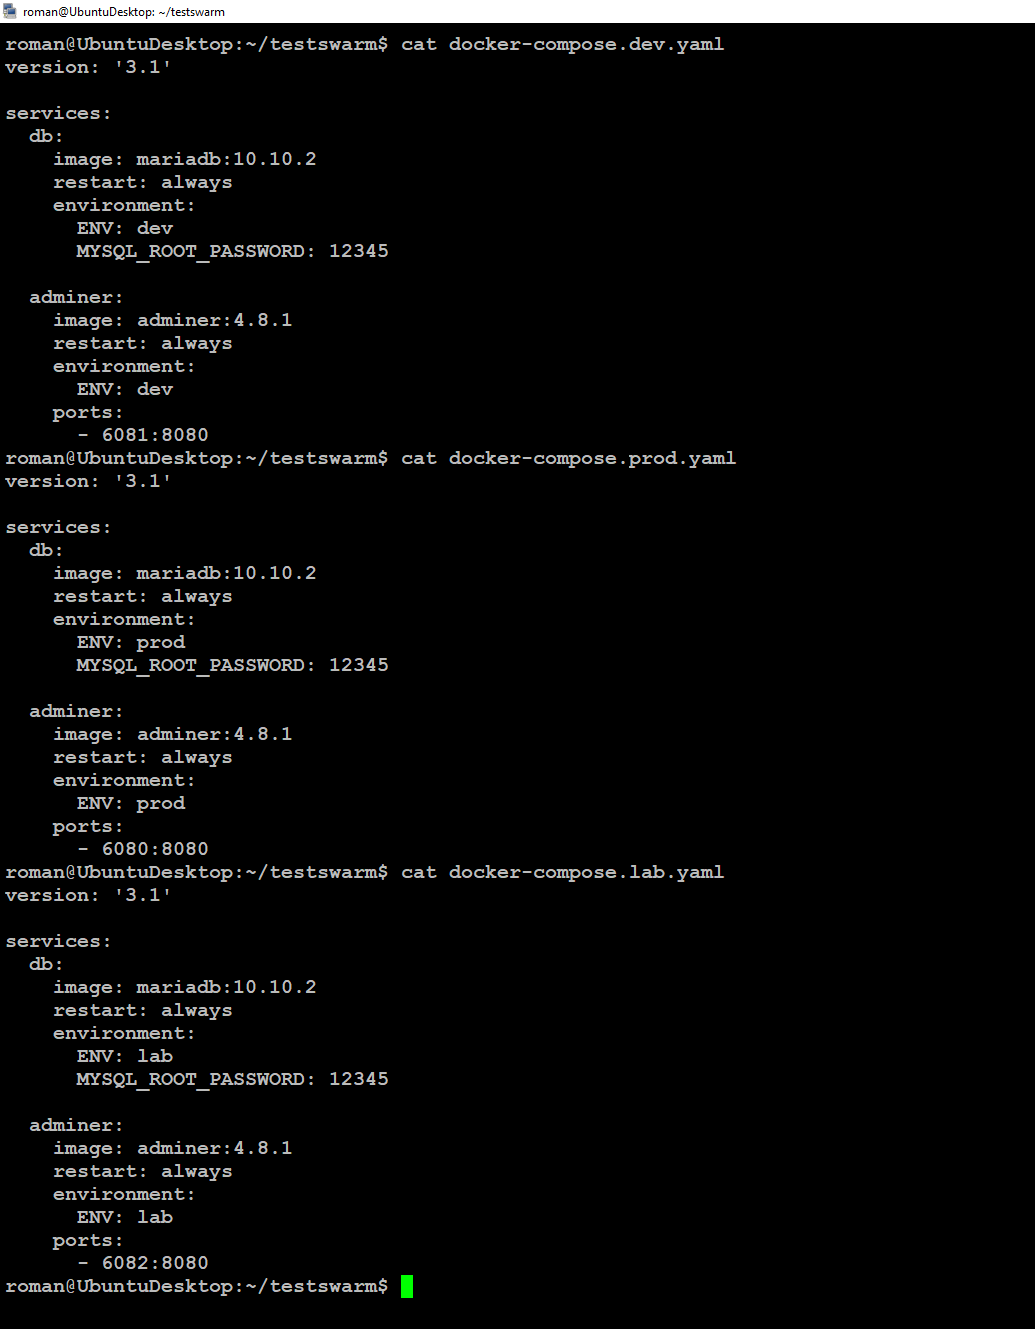 roman@UbuntuDesktop: ~/testswarm
roman@UbuntuDesktop:~/testswarm$ cat docker-compose.dev.yaml
version: '3.1'

services:
  db:
    image: mariadb:10.10.2
    restart: always
    environment:
      ENV: dev
      MYSQL_ROOT_PASSWORD: 12345

  adminer:
    image: adminer:4.8.1
    restart: always
    environment:
      ENV: dev
    ports:
      - 6081:8080
roman@UbuntuDesktop:~/testswarm$ cat docker-compose.prod.yaml
version: '3.1'

services:
  db:
    image: mariadb:10.10.2
    restart: always
    environment:
      ENV: prod
      MYSQL_ROOT_PASSWORD: 12345

  adminer:
    image: adminer:4.8.1
    restart: always
    environment:
      ENV: prod
    ports:
      - 6080:8080
roman@UbuntuDesktop:~/testswarm$ cat docker-compose.lab.yaml
version: '3.1'

services:
  db:
    image: mariadb:10.10.2
    restart: always
    environment:
      ENV: lab
      MYSQL_ROOT_PASSWORD: 12345

  adminer:
    image: adminer:4.8.1
    restart: always
    environment:
      ENV: lab
    ports:
      - 6082:8080
roman@UbuntuDesktop:~/testswarm$